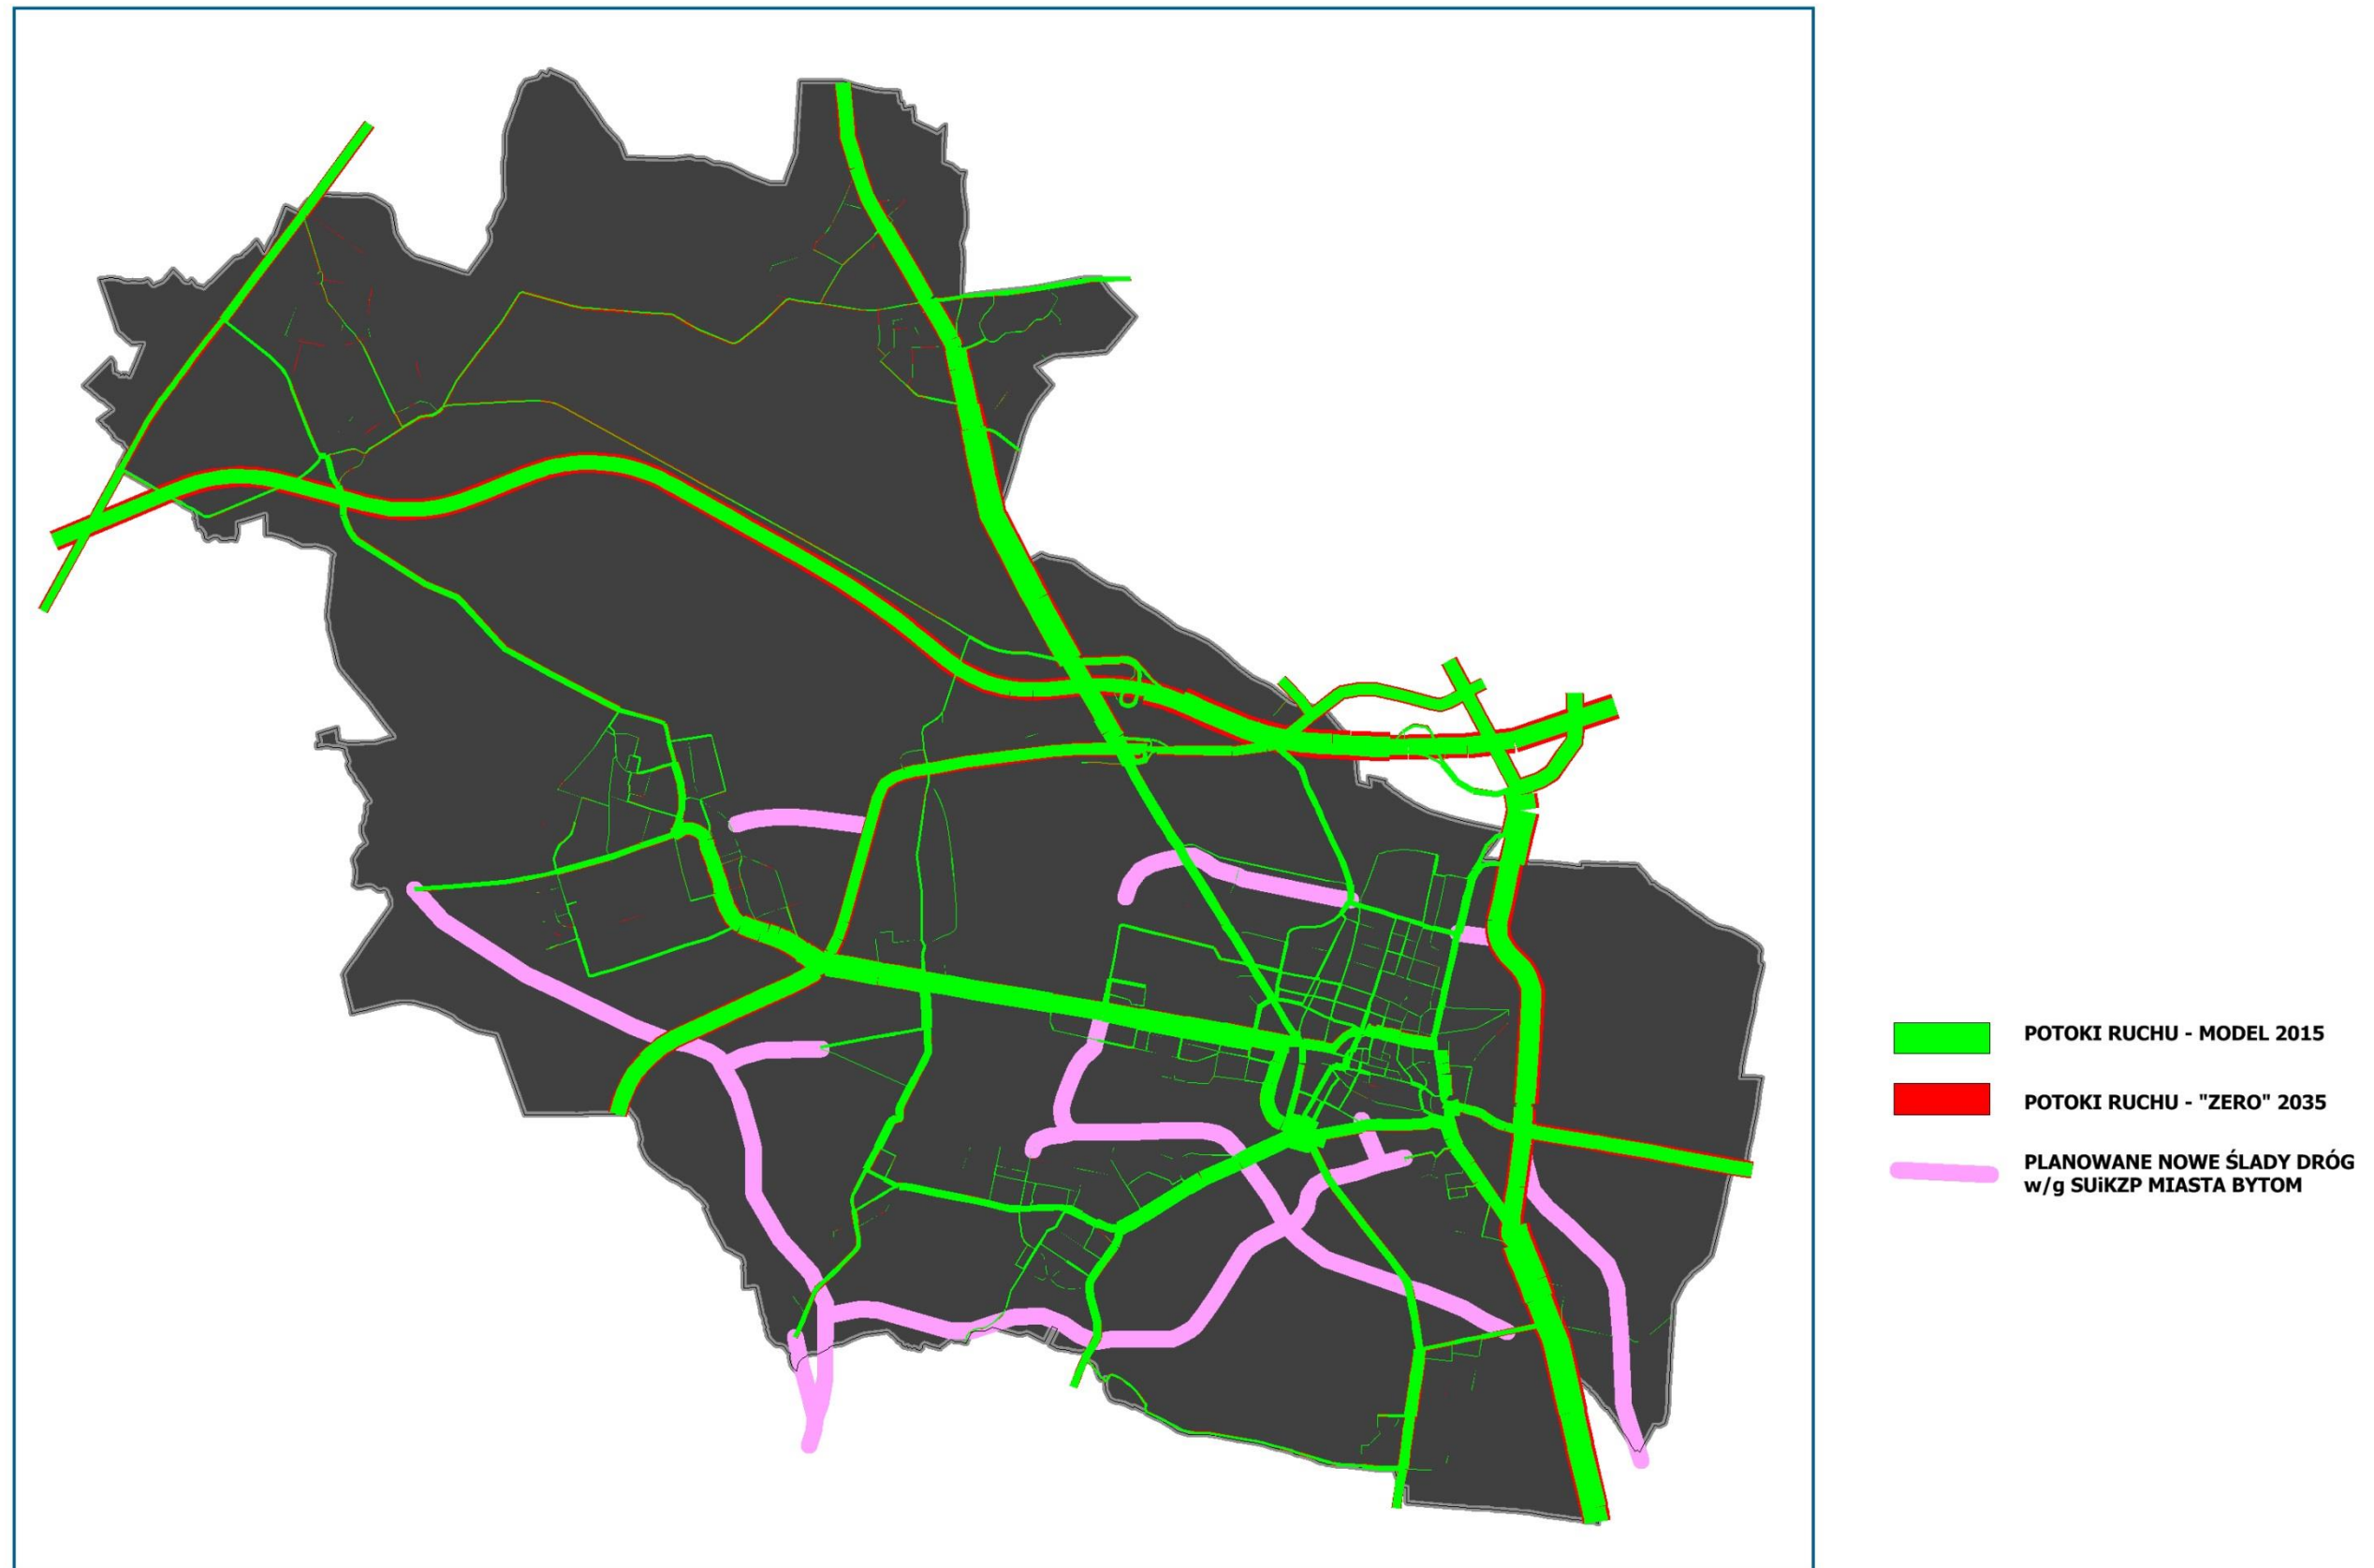 POTOKI RUCHU - MODEL 2015
POTOKI RUCHU - "ZERO" 2035
PLANOWANE NOWE ŚLADY DRÓG
w/g SUiKZP MIASTA BYTOM